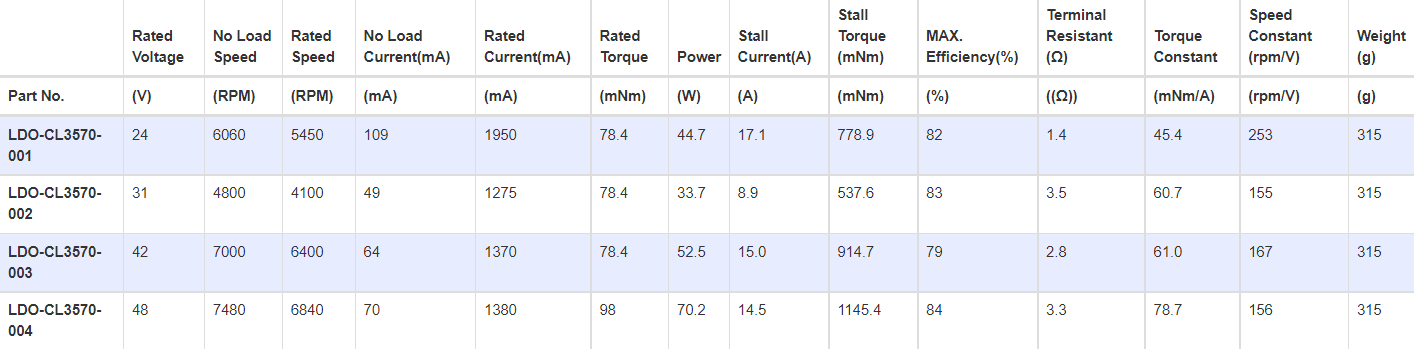 Rated Voltage No Load Speed Rated Speed No Load Current(mA) Rated Current(mA) Rated Torque Power Stall Current(A) Stall Torque (mNm) MAX. Efficiency(%) Terminal Resistant (Ω) Torque Constant Speed Constant (rpm/V) Weight (g)
Part No. (V) (RPM) (RPM) (mA) (mA) (mNm) (W) (A) (mNm) (%) ((Ω)) (mNm/A) (rpm/V) (g)
LDO-CL3570-001 24 6060 5450 109 1950 78.4 44.7 17.1 778.9 82 1.4 45.4 253 315
LDO-CL3570-002 31 4800 4100 49 1275 78.4 33.7 8.9 537.6 83 3.5 60.7 155 315
LDO-CL3570-003 42 7000 6400 64 1370 78.4 52.5 15.0 914.7 79 2.8 61.0 167 315
LDO-CL3570-004 48 7480 6840 70 1380 98 70.2 14.5 1145.4 84 3.3 78.7 156 315